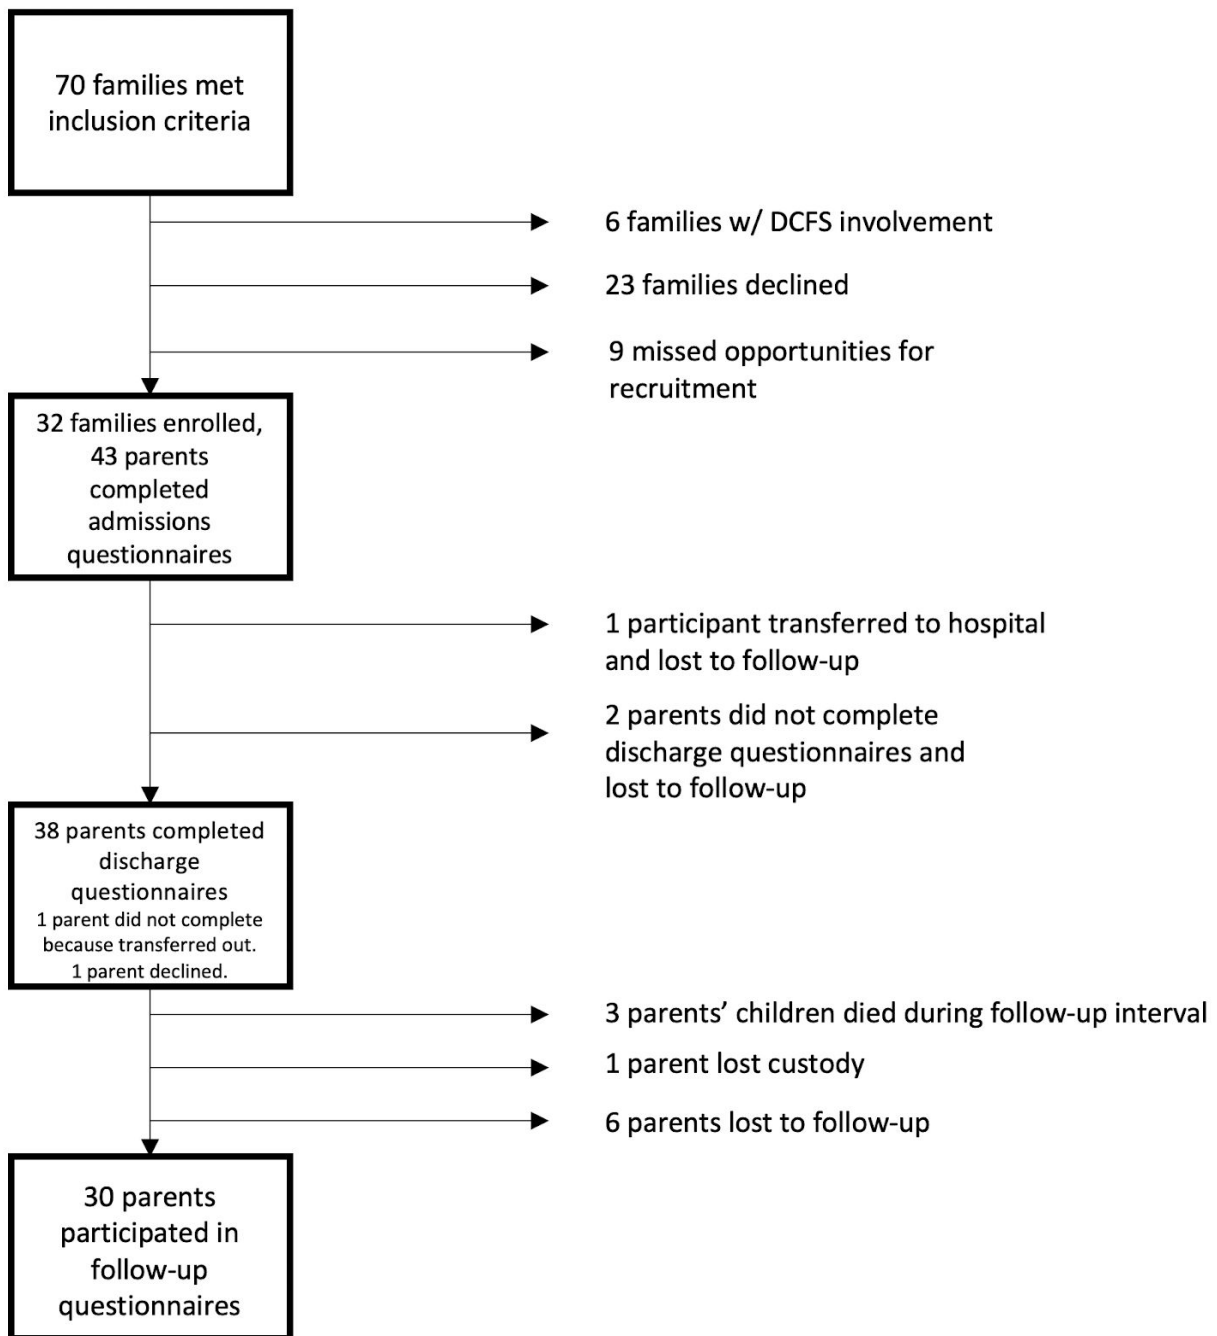 70 families met
inclusion criteria
6 families w/ DCFS involvement
23 families declined
9 missed opportunities for
recruitment
32 families enrolled,
43 parents
completed
admissions
questionnaires
1 participant transferred to hospital
and lost to follow-up
2 parents did not complete
discharge questionnaires and
lost to follow-up
38 parents completed
discharge
questionnaires
1 parent did not complete
because transferred out.
1 parent declined.
3 parents’ children died during follow-up interval
1 parent lost custody
6 parents lost to follow-up
30 parents
participated in
follow-up
questionnaires